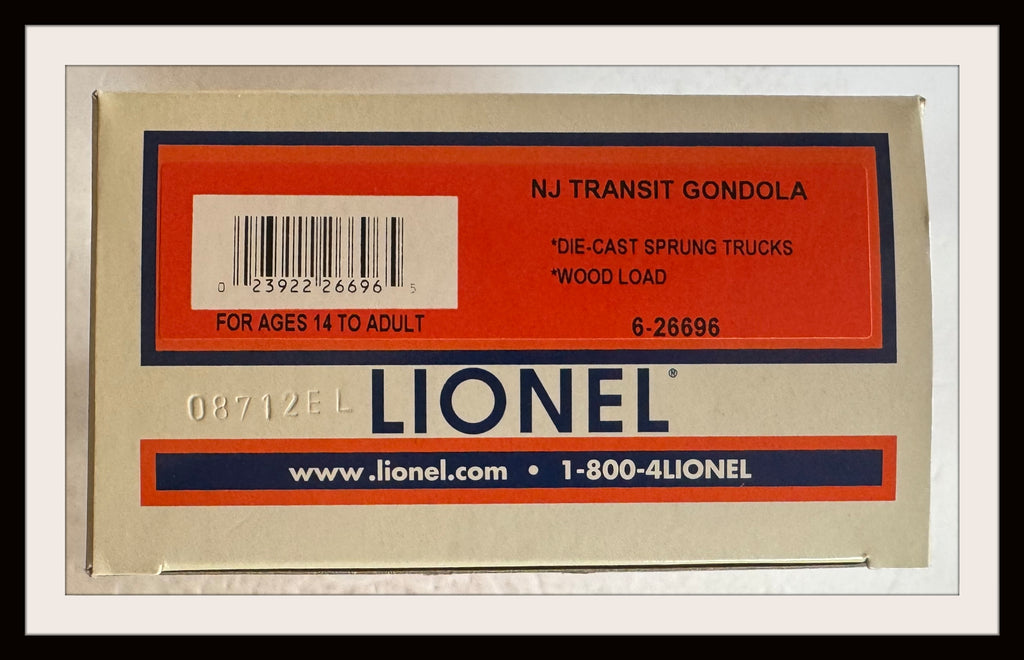 NJ TRANSIT GONDOLA
*DIE-CAST SPRUNG TRUCKS
*WOOD LOAD
0 23922 26696 5
FOR AGES 14 TO ADULT
6-26696
08712EL
LIONEL®
www.lionel.com • 1-800-4LIONEL